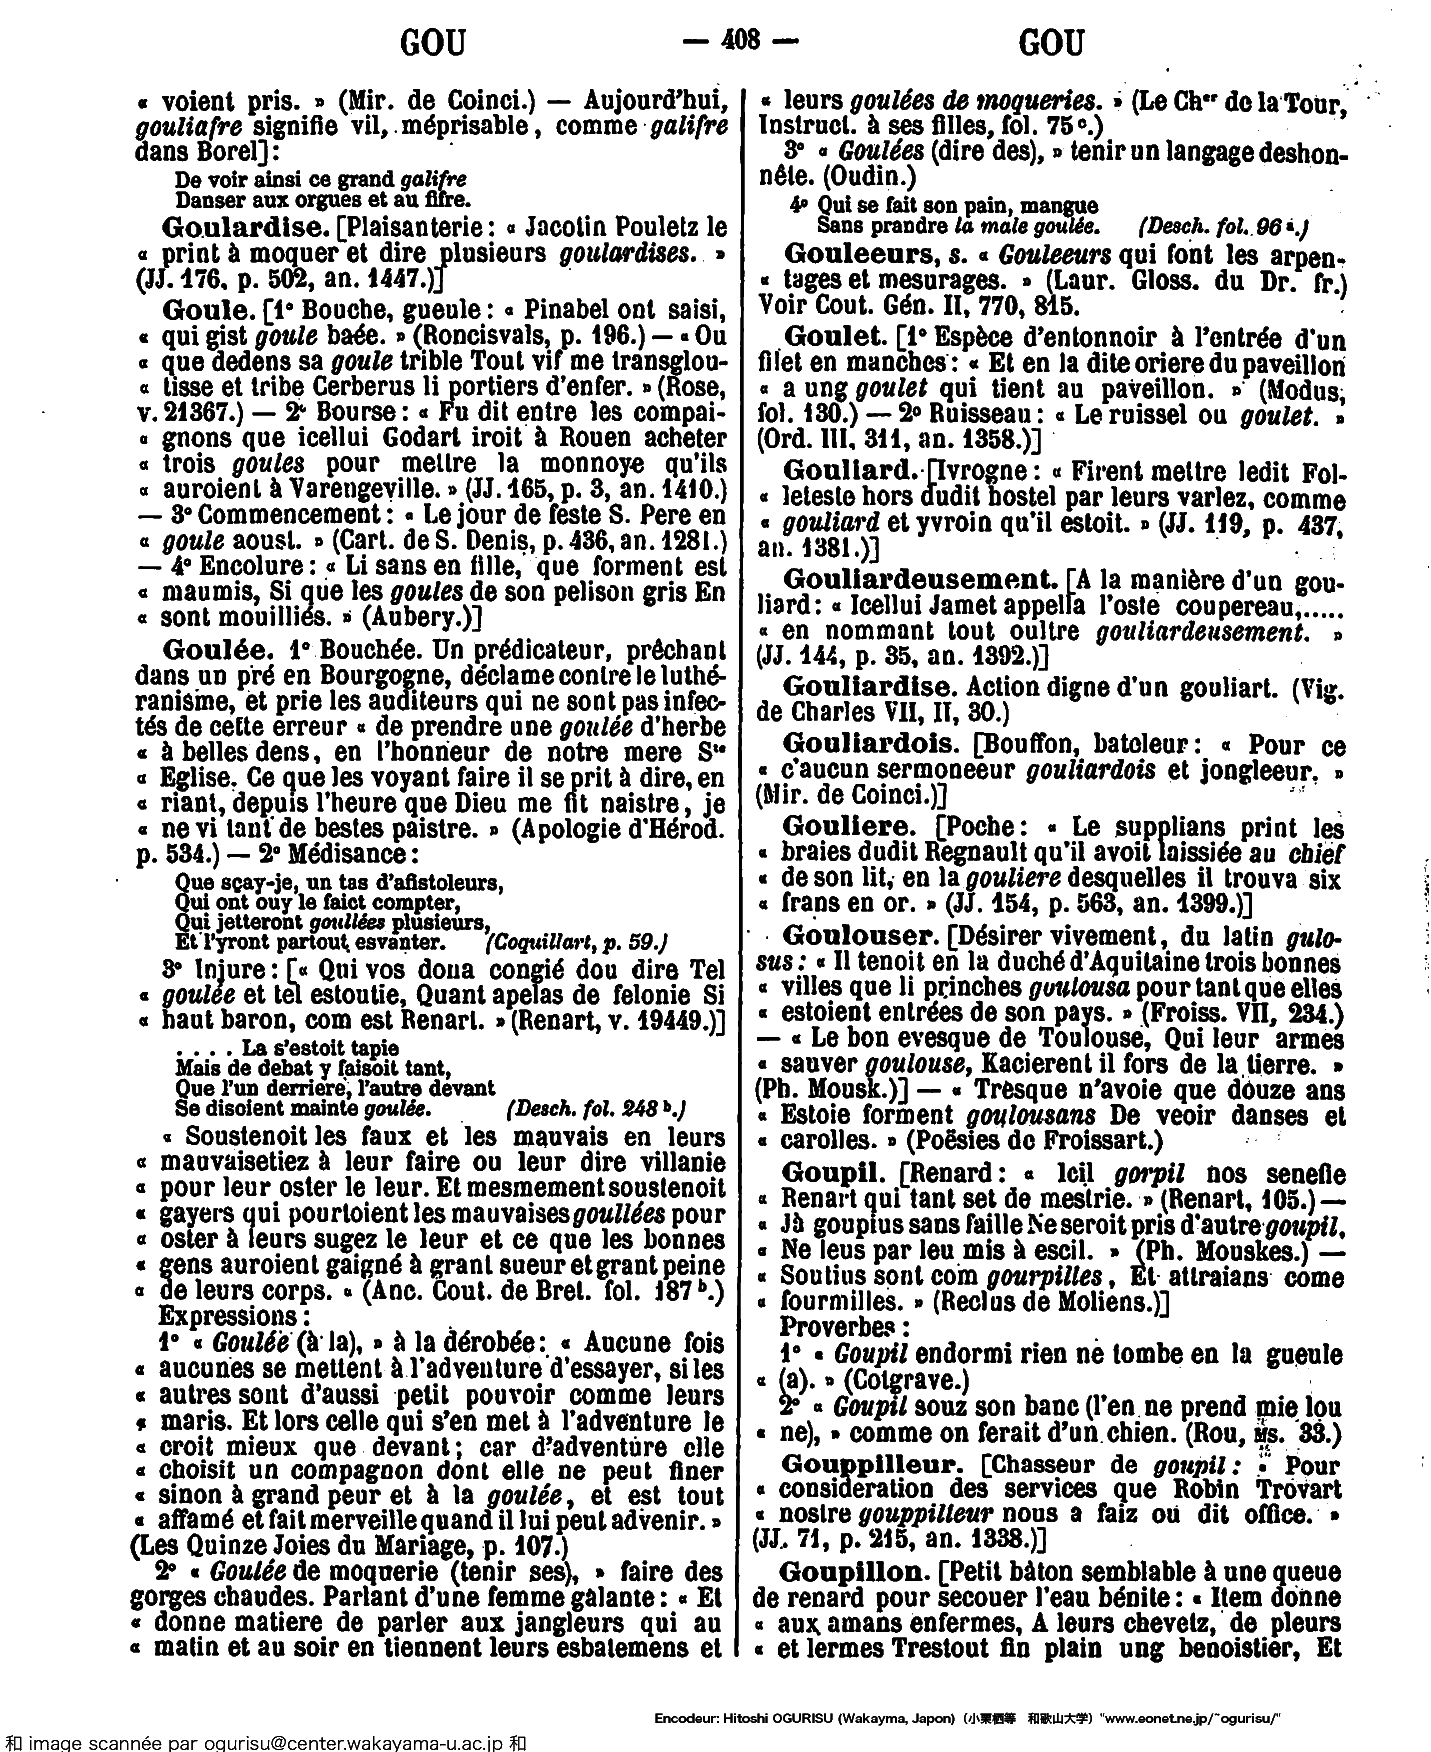 GOU — 408 — GOU
« voient pris. » (Mir. de Coinci.) — Aujourd'hui,
gouliafre signifie vil, méprisable, comme galifre
dans Borel]:
De voir ainsi ce grand galifre
Danser aux orgues et au fifre.
Goulardise. [Plaisanterie: « Jacotin Pouletz le
« print à moquer et dire plusieurs goulardises. »
(JJ. 176, p. 502, an. 1447.)]
Goule. [1° Bouche, gueule: « Pinabel ont saisi,
« qui gist goule baée. » (Roncisvals, p. 196.) — « Ou
« que dedens sa goule trible Tout vif me transglou-
« tisse et tribe Cerberus li portiers d'enfer. » (Rose,
v. 21367.) — 2° Bourse: « Fu dit entre les compai-
« gnons que icellui Godart iroit à Rouen acheter
« trois goules pour mettre la monnoye qu'ils
« auroient à Varengeville. » (JJ. 165, p. 3, an. 1410.)
— 3° Commencement: « Le jour de feste S. Pere en
« goule aoust. » (Cart. de S. Denis, p. 436, an. 1281.)
— 4° Encolure: « Li sans en fille, que forment est
« maumis, Si que les goules de son pelison gris En
« sont mouilliés. » (Aubery.)]
Goulée. 1° Bouchée. Un prédicateur, prêchant
dans un pré en Bourgogne, déclame contre le luthé-
ranisme, et prie les auditeurs qui ne sont pas infec-
tés de cette erreur « de prendre une goulée d'herbe
« à belles dens, en l'honneur de notre mere Ste
« Eglise. Ce que les voyant faire il se prit à dire, en
« riant, depuis l'heure que Dieu me fit naistre, je
« ne vi tant de bestes paistre. » (Apologie d'Hérod.
p. 534.) — 2° Médisance:
Que sçay-je, un tas d'afistoleurs,
Qui ont ouy le faict compter,
Qui jetteront goullées plusieurs,
Et l'yront partout esvanter. (Coquillart, p. 59.)
3° Injure: [« Qui vos dona congié dou dire Tel
« goulée et tel estoutie, Quant apelas de felonie Si
« haut baron, com est Renart. » (Renart, v. 19449.)]
. . . . La s'estoit tapie
Mais de debat y faisoit tant,
Que l'un derriere, l'autre devant
Se disoient mainte goulée. (Desch. fol. 248 b.)
« Soustenoit les faux et les mauvais en leurs
« mauvaisetiez à leur faire ou leur dire villanie
« pour leur oster le leur. Et mesmement soustenoit
« gayers qui pourtoient les mauvaises goullées pour
« oster à leurs sugez le leur et ce que les bonnes
« gens auroient gaigné à grant sueur et grant peine
« de leurs corps. « (Anc. Cout. de Bret. fol. 187 b.)
Expressions:
1° « Goulée (à la), » à la dérobée: « Aucune fois
« aucunes se mettent à l'adventure d'essayer, si les
« autres sont d'aussi petit pouvoir comme leurs
« maris. Et lors celle qui s'en met à l'adventure le
« croit mieux que devant; car d'adventure elle
« choisit un compagnon dont elle ne peut finer
« sinon à grand peur et à la goulée, et est tout
« affamé et fait merveille quand il lui peut advenir. »
(Les Quinze Joies du Mariage, p. 107.)
2° « Goulée de moquerie (tenir ses), » faire des
gorges chaudes. Parlant d'une femme galante: « Et
« donne matiere de parler aux jangleurs qui au
« matin et au soir en tiennent leurs esbatemens et
« leurs goulées de moqueries. » (Le Cher de la Tour,
Instruct. à ses filles, fol. 75 c.)
3° « Goulées (dire des), » tenir un langage deshon-
nête. (Oudin.)
4° Qui se fait son pain, mangue
Sans prandre la male goulée. (Desch. fol. 96 a.)
Gouleeurs, s. « Gouleeurs qui font les arpen-
« tages et mesurages. » (Laur. Gloss. du Dr. fr.)
Voir Cout. Gén. II, 770, 815.
Goulet. [1° Espèce d'entonnoir à l'entrée d'un
filet en manches: « Et en la dite oriere du paveillon
« a ung goulet qui tient au paveillon. » (Modus,
fol. 130.) — 2° Ruisseau: « Le ruissel ou goulet. »
(Ord. III, 311, an. 1358.)]
Gouliard. [Ivrogne: « Firent mettre ledit Fol-
« leteste hors dudit hostel par leurs varlez, comme
« gouliard et yvroin qu'il estoit. » (JJ. 119, p. 437,
an. 1381.)]
Gouliardeusement. [A la manière d'un gou-
liard: « Icellui Jamet appella l'oste coupereau,.....
« en nommant tout oultre gouliardeusement. »
(JJ. 144, p. 35, an. 1392.)]
Gouliardise. Action digne d'un gouliart. (Vig.
de Charles VII, II, 30.)
Gouliardois. [Bouffon, bateleur: « Pour ce
« c'aucun sermoneeur gouliardois et jongleeur. »
(Mir. de Coinci.)]
Gouliere. [Poche: « Le supplians print les
« braies dudit Regnault qu'il avoit laissiée au chief
« de son lit, en la gouliere desquelles il trouva six
« frans en or. » (JJ. 154, p. 563, an. 1399.)]
Goulouser. [Désirer vivement, du latin gulo-
sus: « Il tenoit en la duché d'Aquitaine trois bonnes
« villes que li princhess goulousa pour tant que elles
« estoient entrées de son pays. » (Froiss. VII, 234.)
— « Le bon evesque de Toulouse, Qui leur armes
« sauver goulouse, Kacierent il fors de la tierre. »
(Ph. Mousk.)] — « Tresque n'avoie que douze ans
« Estoie forment goulousans De veoir danses et
« carolles. » (Poësies de Froissart.)
Goupil. [Renard: « Icil gorpil nos senefie
« Renart qui tant set de mestrie. » (Renart, 105.) —
« Jà goupius sans faille Ne seroit pris d'autre goupil,
« Ne leus par leu mis à escil. » (Ph. Mouskes.) —
« Soutius sont com gourpilles, Et attraians come
« fourmilles. » (Reclus de Moliens.)]
Proverbes:
1° « Goupil endormi rien ne tombe en la gueule
« (a). » (Cotgrave.)
2° « Goupil souz son banc (l'en ne prend mie lou
« ne), » comme on ferait d'un chien. (Rou, Ms. 33.)
Gouppilleur. [Chasseur de goupil: « Pour
« consideration des services que Robin Trovart
« nostre gouppilleur nous a faiz ou dit office. »
(JJ. 71, p. 215, an. 1338.)]
Goupillon. [Petit bâton semblable à une queue
de renard pour secouer l'eau bénite: « Item donne
« aux amans enfermes, A leurs chevetz, de pleurs
« et lermes Trestout fin plain ung benoistier, Et
Encodeur: Hitoshi OGURISU (Wakayma, Japon) (小栗栖等 和歌山大学) "www.eonet.ne.jp/~ogurisu/"
和 image scannée par ogurisu@center.wakayama-u.ac.jp 和